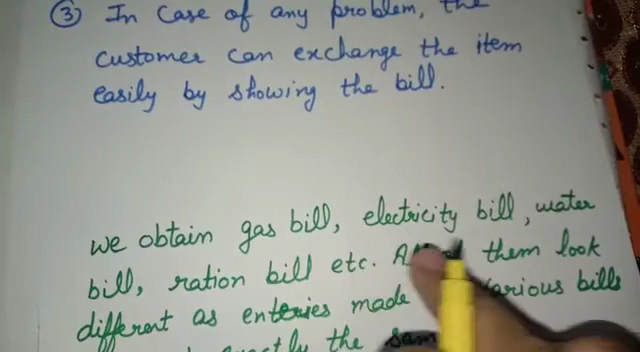 ③ In Case of any problem, the
customer can exchange the item
easily by showing the bill.
we obtain gas bill, electricity bill, water
bill, ration bill etc. them look
different as enteries made various bills
the